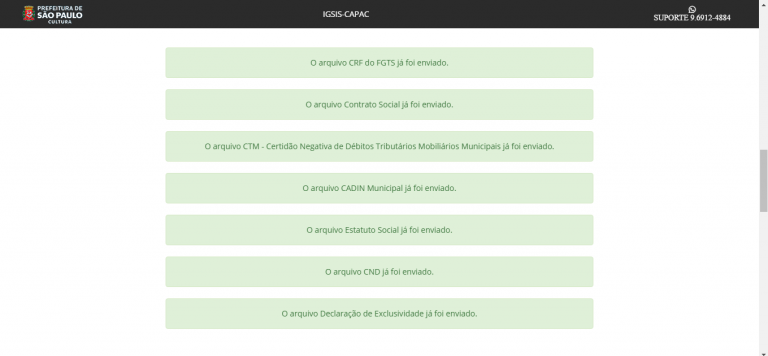 PREFEITURA DE
SÃO PAULO
CULTURA
IGSIS-CAPAC
SUPORTE 9.6912-4884
O arquivo CRF do FGTS já foi enviado.
O arquivo Contrato Social já foi enviado.
O arquivo CTM - Certidão Negativa de Débitos Tributários Mobiliários Municipais já foi enviado.
O arquivo CADIN Municipal já foi enviado.
O arquivo Estatuto Social já foi enviado.
O arquivo CND já foi enviado.
O arquivo Declaração de Exclusividade já foi enviado.